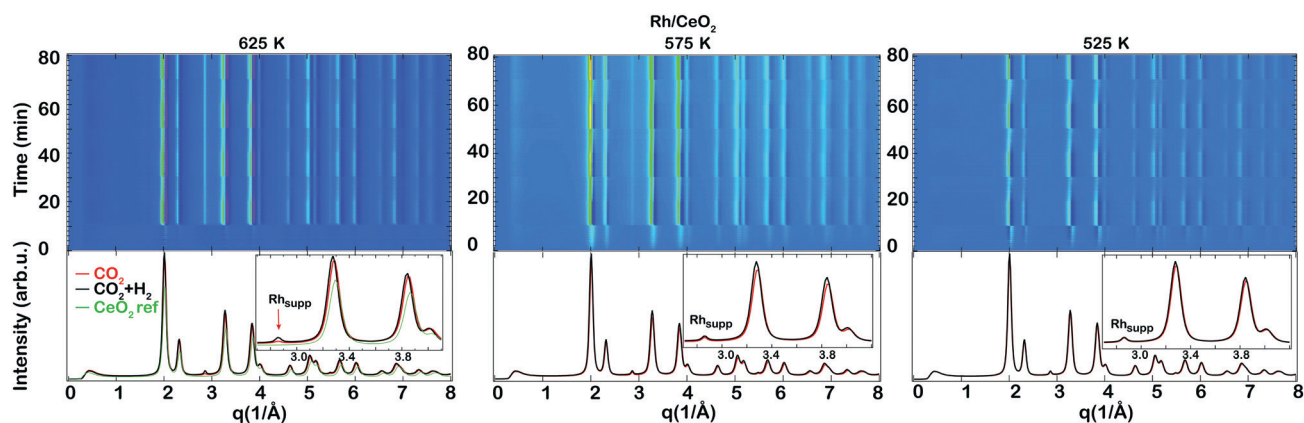 Rh/CeO2
625 K
575 K
525 K
Time (min)
80
60
40
20
0
80
60
40
20
0
80
60
40
20
0
Intensity (arb.u.)
CO2
CO2+H2
CeO2 ref
Rhsupp
3.0 3.4 3.8
Rhsupp
3.0 3.4 3.8
Rhsupp
3.0 3.4 3.8
0 1 2 3 4 5 6 7 8
0 1 2 3 4 5 6 7 8
0 1 2 3 4 5 6 7 8
q(1/Å)
q(1/Å)
q(1/Å)